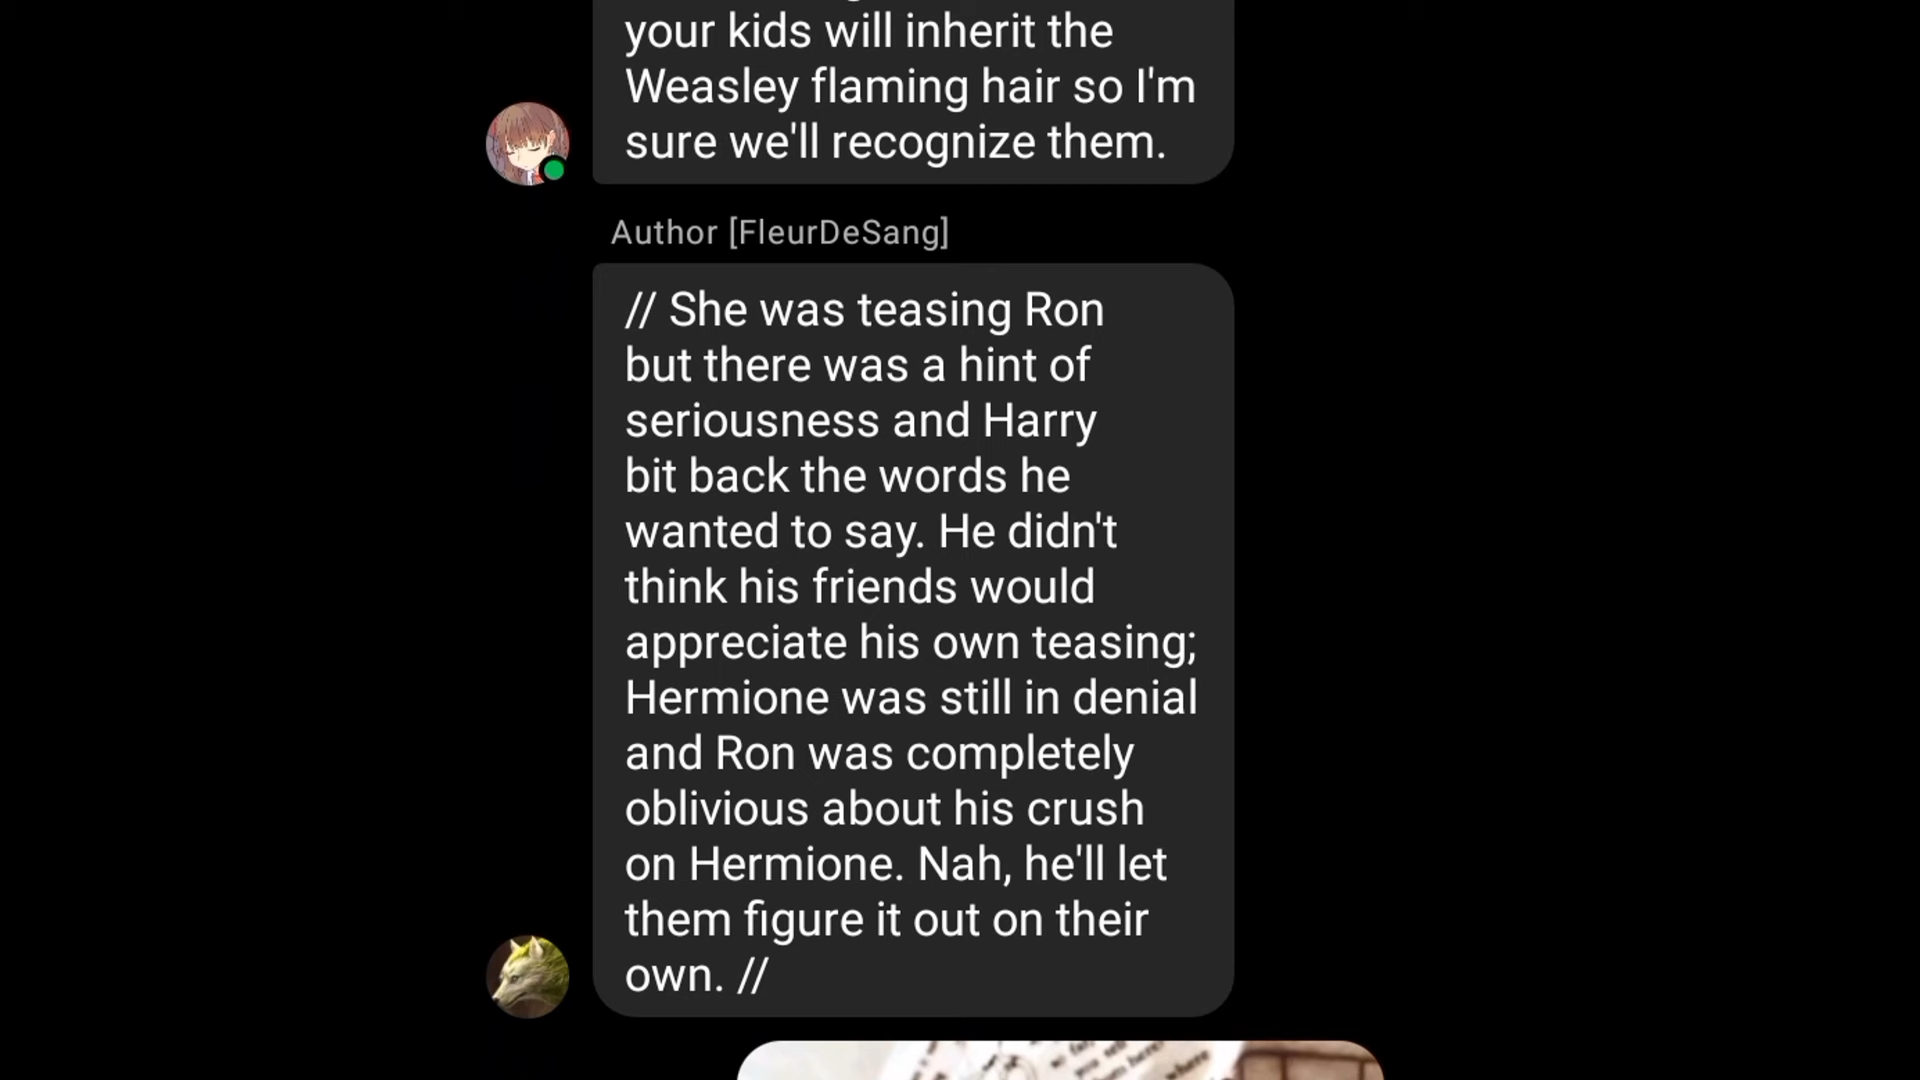 your kids will inherit the
Weasley flaming hair so I'm
sure we'll recognize them.
Author [FleurDeSang]
// She was teasing Ron
but there was a hint of
seriousness and Harry
bit back the words he
wanted to say. He didn't
think his friends would
appreciate his own teasing;
Hermione was still in denial
and Ron was completely
oblivious about his crush
on Hermione. Nah, he'll let
them figure it out on their
own. //
where